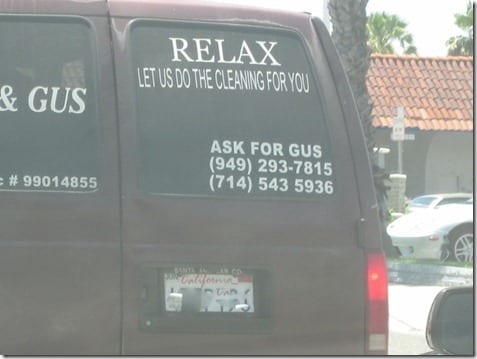 RELAX
LET US DO THE CLEANING FOR YOU
& GUS
ASK FOR GUS
(949) 293-7815
(714) 543 5936
c # 99014855
California